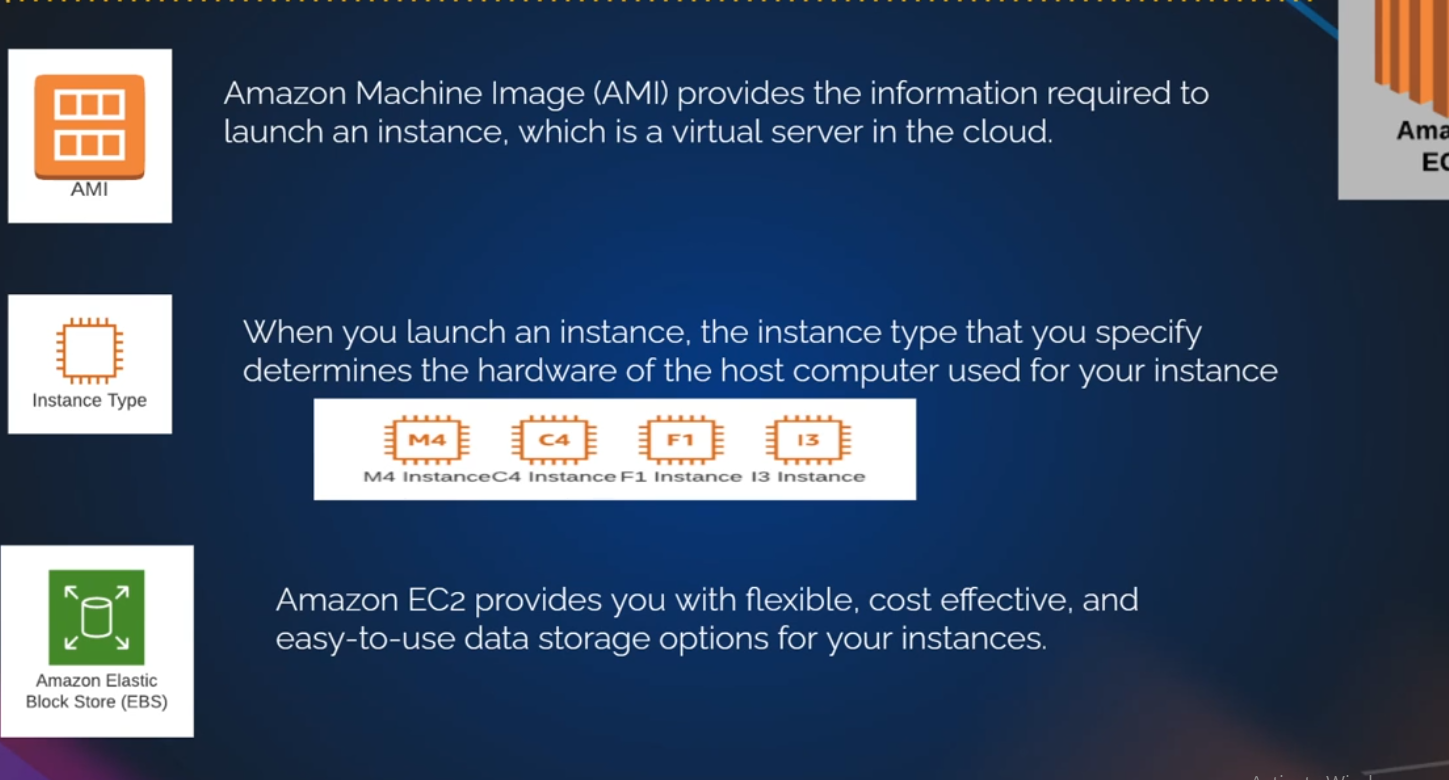 Amazon Machine Image (AMI) provides the information required to
launch an instance, which is a virtual server in the cloud.
AMI
When you launch an instance, the instance type that you specify
determines the hardware of the host computer used for your instance
Instance Type
M4 C4 F1 I3
M4 Instance C4 Instance F1 Instance I3 Instance
Amazon EC2 provides you with flexible, cost effective, and
easy-to-use data storage options for your instances.
Amazon Elastic
Block Store (EBS)